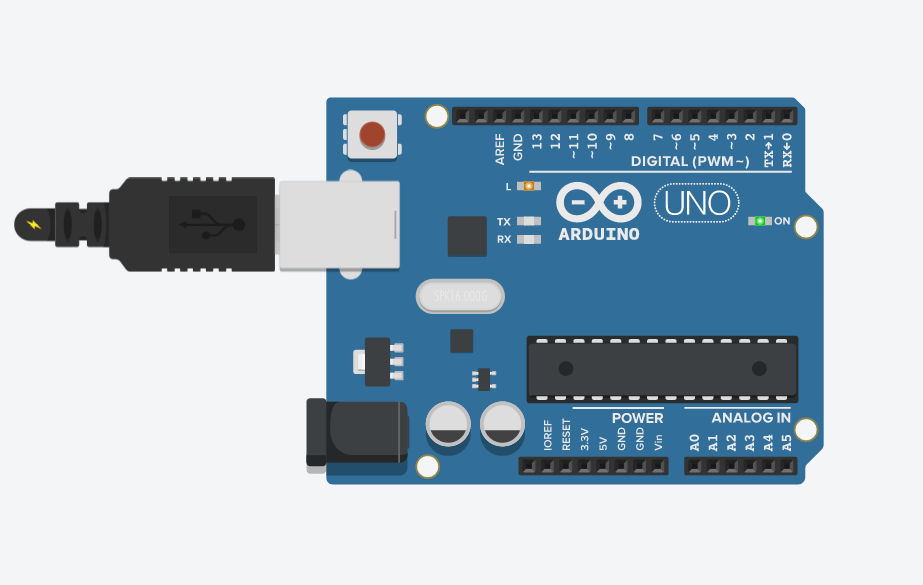 AREF
GND
13
12
~11
~10
~9
8
7
~6
~5
4
~3
2
TX→1
RX←0
DIGITAL (PWM~)
L
TX
RX
ARDUINO
UNO
ON
SPK16.000G
POWER
ANALOG IN
IOREF
RESET
3.3V
5V
GND
GND
Vin
A0
A1
A2
A3
A4
A5